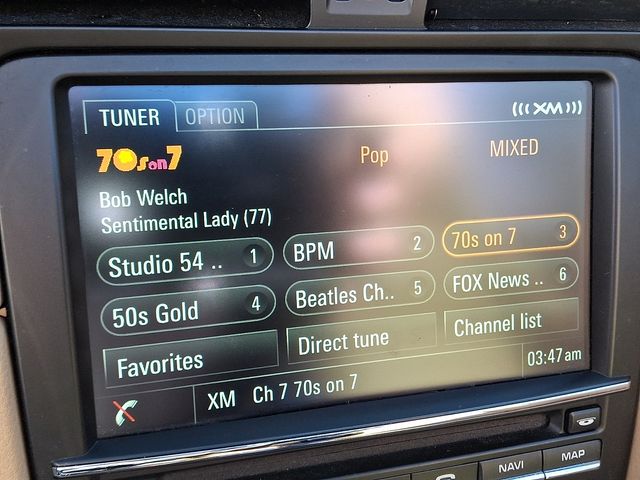 TUNER OPTION XM
70s on 7 Pop MIXED
Bob Welch
Sentimental Lady (77)
Studio 54 .. 1 BPM 2 70s on 7 3
50s Gold 4 Beatles Ch.. 5 FOX News .. 6
Favorites Direct tune Channel list
XM Ch 7 70s on 7 03:47 am
NAVI MAP